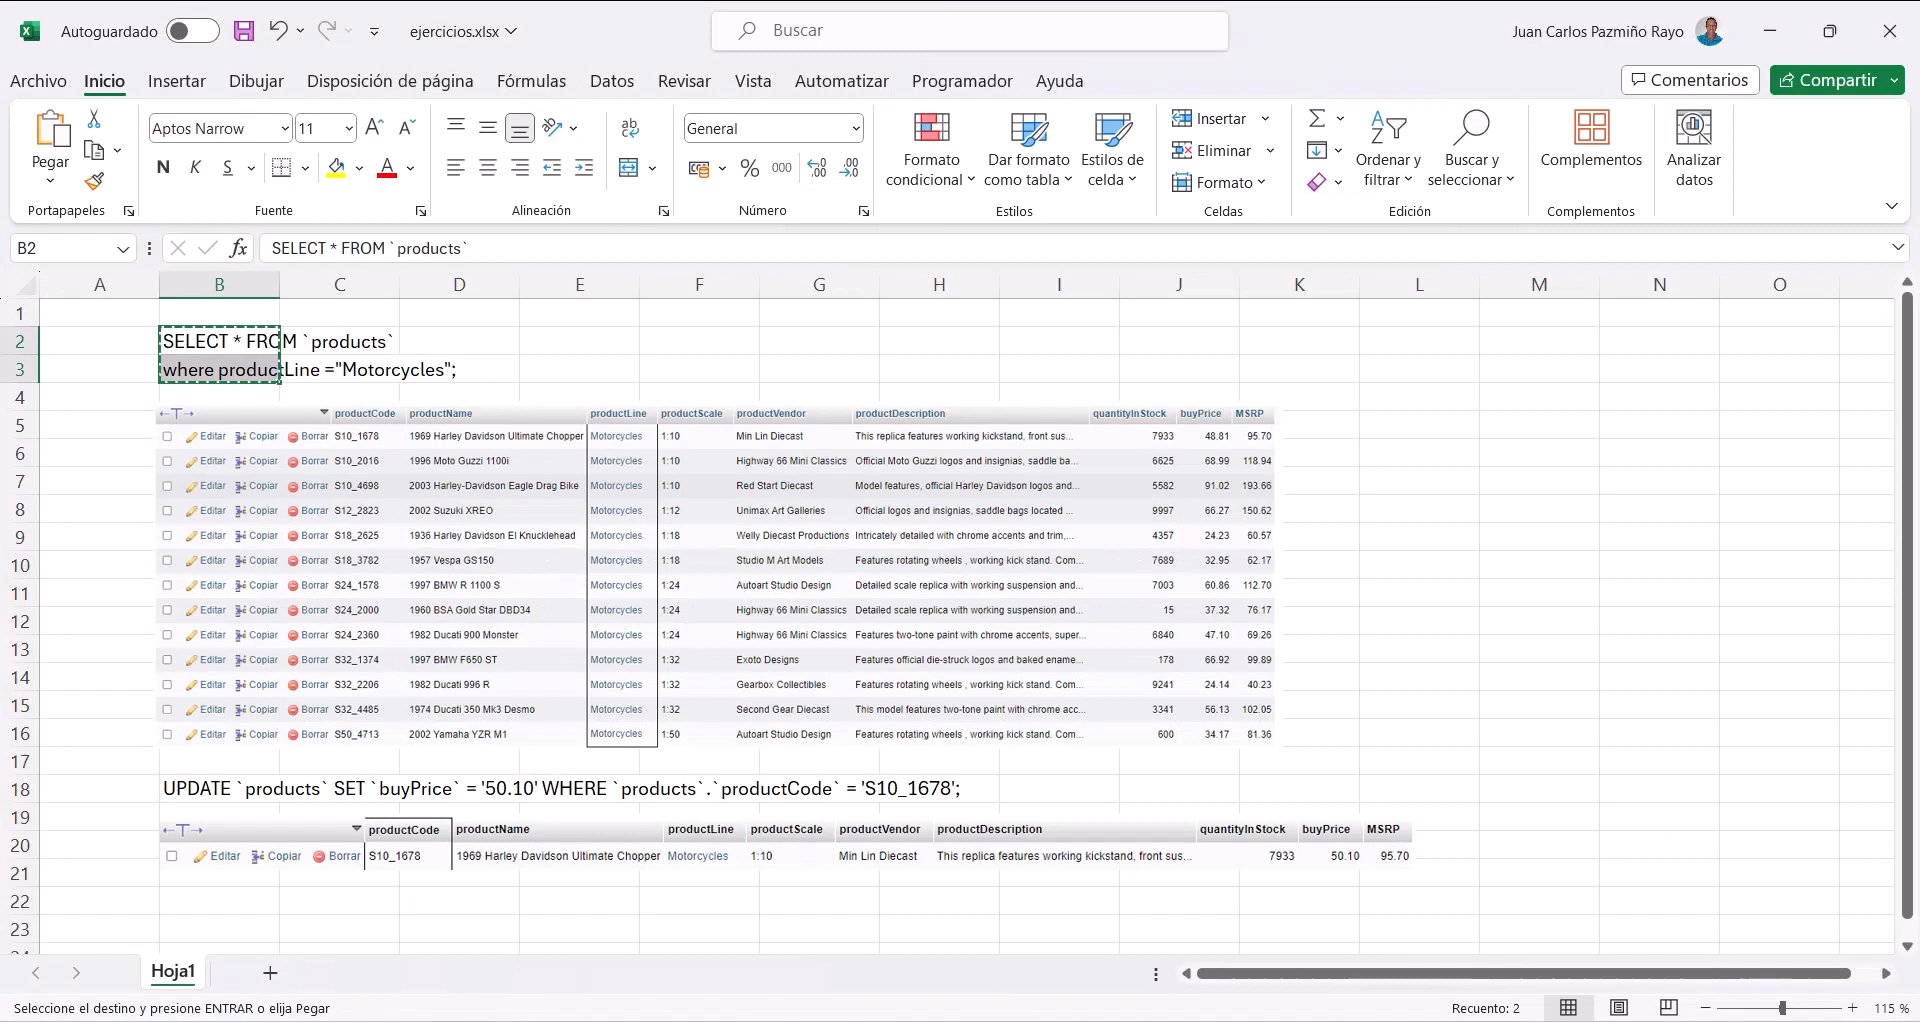 Autoguardado ejercicios.xlsx Buscar Juan Carlos Pazmiño Rayo
Archivo Inicio Insertar Dibujar Disposición de página Fórmulas Datos Revisar Vista Automatizar Programador Ayuda Comentarios Compartir
Pegar Aptos Narrow 11 General Formato condicional Dar formato como tabla Estilos de celda Insertar Eliminar Formato Ordenar y filtrar Buscar y seleccionar Complementos Analizar datos
N K S % 000
Portapapeles Fuente Alineación Número Estilos Celdas Edición Complementos
B2 fx SELECT * FROM `products`
A B C D E F G H I J K L M N O
1
2 SELECT * FROM `products`
3 where productLine ="Motorcycles";
4
5 productCode productName productLine productScale productVendor productDescription quantityInStock buyPrice MSRP
Editar Copiar Borrar S10_1678 1969 Harley Davidson Ultimate Chopper Motorcycles 1:10 Min Lin Diecast This replica features working kickstand, front sus... 7933 48.81 95.70
6 Editar Copiar Borrar S10_2016 1996 Moto Guzzi 1100i Motorcycles 1:10 Highway 66 Mini Classics Official Moto Guzzi logos and insignias, saddle ba... 6625 68.99 118.94
7 Editar Copiar Borrar S10_4698 2003 Harley-Davidson Eagle Drag Bike Motorcycles 1:10 Red Start Diecast Model features, official Harley Davidson logos and... 5582 91.02 193.66
8 Editar Copiar Borrar S12_2823 2002 Suzuki XREO Motorcycles 1:12 Unimax Art Galleries Official logos and insignias, saddle bags located ... 9997 66.27 150.62
9 Editar Copiar Borrar S18_2625 1936 Harley Davidson El Knucklehead Motorcycles 1:18 Welly Diecast Productions Intricately detailed with chrome accents and trim,... 4357 24.23 60.57
10 Editar Copiar Borrar S18_3782 1957 Vespa GS150 Motorcycles 1:18 Studio M Art Models Features rotating wheels , working kick stand. Com... 7689 32.95 62.17
11 Editar Copiar Borrar S24_1578 1997 BMW R 1100 S Motorcycles 1:24 Autoart Studio Design Detailed scale replica with working suspension and... 7003 60.86 112.70
12 Editar Copiar Borrar S24_2000 1960 BSA Gold Star DBD34 Motorcycles 1:24 Highway 66 Mini Classics Detailed scale replica with working suspension and... 15 37.32 76.17
13 Editar Copiar Borrar S24_2360 1982 Ducati 900 Monster Motorcycles 1:24 Highway 66 Mini Classics Features two-tone paint with chrome accents, super... 6840 47.10 69.26
14 Editar Copiar Borrar S32_1374 1997 BMW F650 ST Motorcycles 1:32 Exoto Designs Features official die-struck logos and baked ename... 178 66.92 99.89
Editar Copiar Borrar S32_2206 1982 Ducati 996 R Motorcycles 1:32 Gearbox Collectibles Features rotating wheels , working kick stand. Com... 9241 24.14 40.23
15 Editar Copiar Borrar S32_4485 1974 Ducati 350 Mk3 Desmo Motorcycles 1:32 Second Gear Diecast This model features two-tone paint with chrome acc... 3341 56.13 102.05
16 Editar Copiar Borrar S50_4713 2002 Yamaha YZR M1 Motorcycles 1:50 Autoart Studio Design Features rotating wheels , working kick stand. Com... 600 34.17 81.36
17
18 UPDATE `products` SET `buyPrice` = '50.10' WHERE `products`.`productCode` = 'S10_1678';
19
productCode productName productLine productScale productVendor productDescription quantityInStock buyPrice MSRP
20 Editar Copiar Borrar S10_1678 1969 Harley Davidson Ultimate Chopper Motorcycles 1:10 Min Lin Diecast This replica features working kickstand, front sus... 7933 50.10 95.70
21
22
23
Hoja1
Seleccione el destino y presione ENTRAR o elija Pegar Recuento: 2 115 %